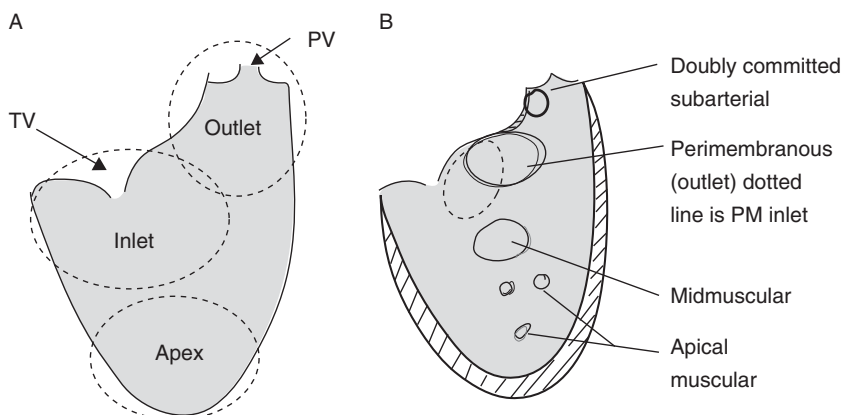 A
PV
TV
Outlet
Inlet
Apex
B
Doubly committed
subarterial
Perimembranous
(outlet) dotted
line is PM inlet
Midmuscular
Apical
muscular